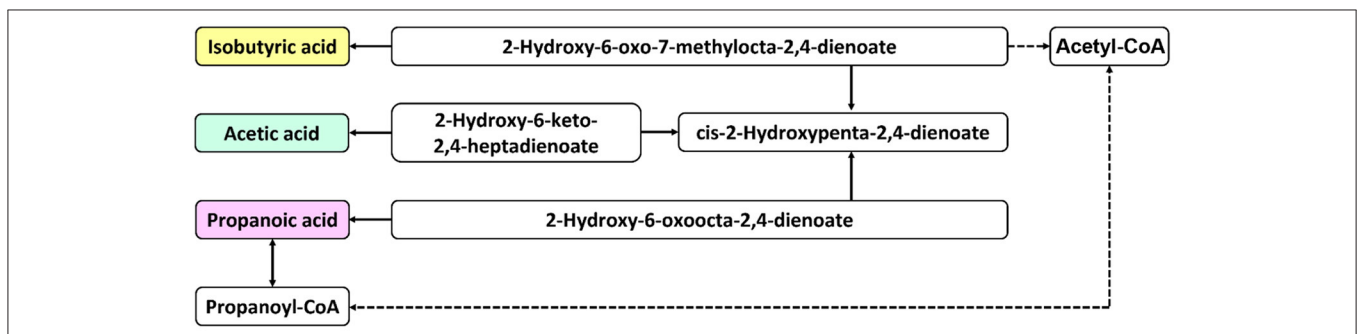 Isobutyric acid
2-Hydroxy-6-oxo-7-methylocta-2,4-dienoate
Acetyl-CoA
Acetic acid
2-Hydroxy-6-keto-
2,4-heptadienoate
cis-2-Hydroxypenta-2,4-dienoate
Propanoic acid
2-Hydroxy-6-oxoocta-2,4-dienoate
Propanoyl-CoA